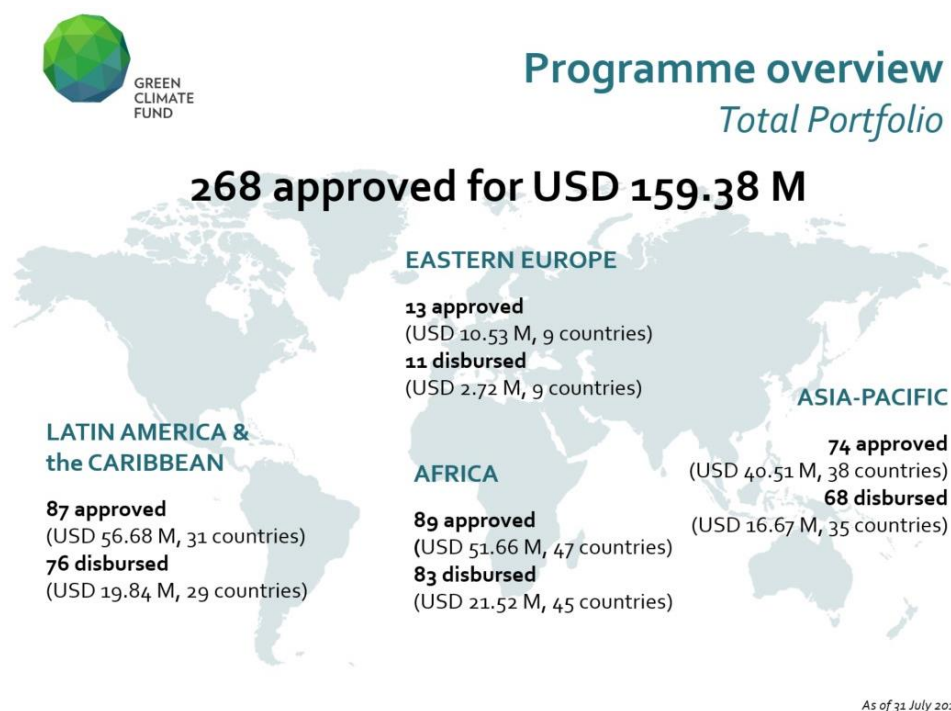 GREEN
CLIMATE
FUND
Programme overview
Total Portfolio
268 approved for USD 159.38 M
EASTERN EUROPE
13 approved
(USD 10.53 M, 9 countries)
11 disbursed
(USD 2.72 M, 9 countries)
LATIN AMERICA &
the CARIBBEAN
87 approved
(USD 56.68 M, 31 countries)
76 disbursed
(USD 19.84 M, 29 countries)
AFRICA
89 approved
(USD 51.66 M, 47 countries)
83 disbursed
(USD 21.52 M, 45 countries)
ASIA-PACIFIC
74 approved
(USD 40.51 M, 38 countries)
68 disbursed
(USD 16.67 M, 35 countries)
As of 31 July